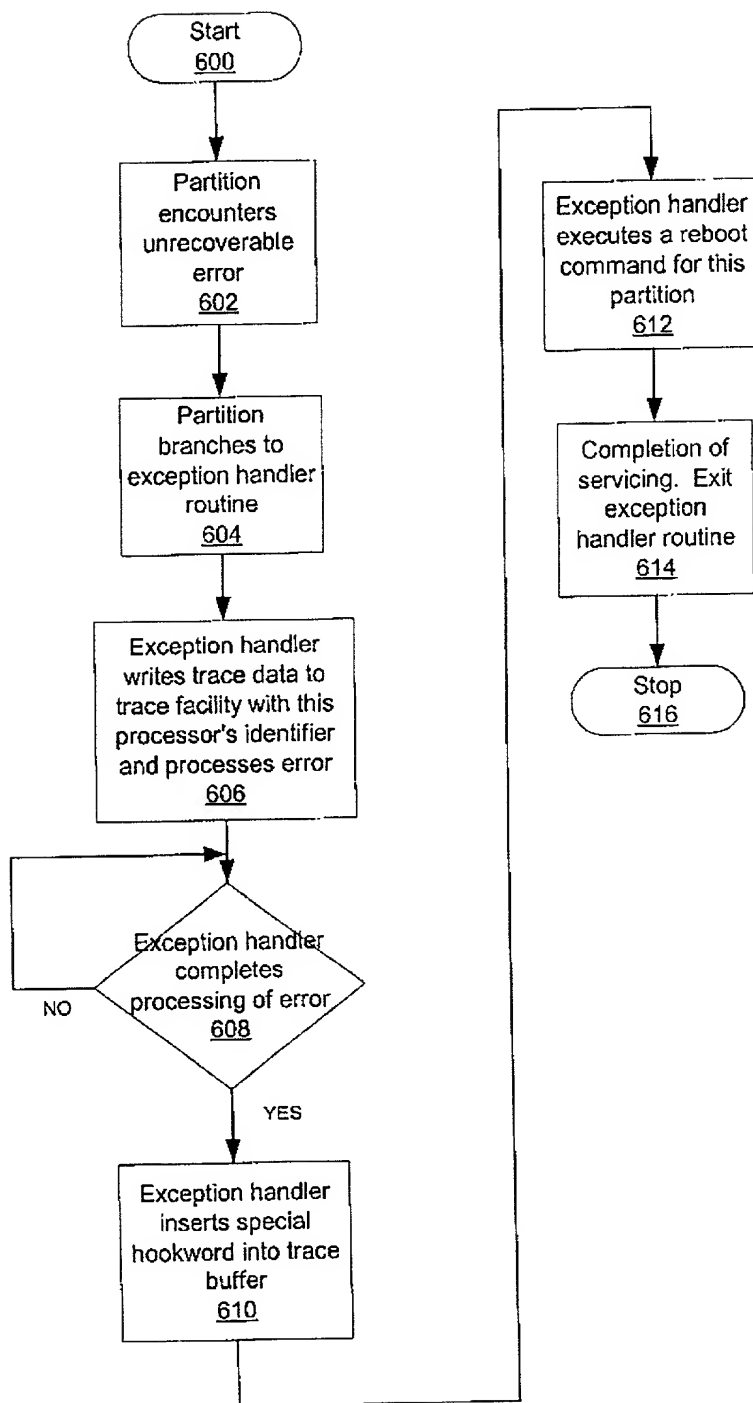 Start
600
Partition
encounters
unrecoverable
error
602
Partition
branches to
exception handler
routine
604
Exception handler
writes trace data to
trace facility with this
processor's identifier
and processes error
606
Exception handler
completes
processing of error
608
NO
YES
Exception handler
inserts special
hookword into trace
buffer
610
Exception handler
executes a reboot
command for this
partition
612
Completion of
servicing. Exit
exception
handler routine
614
Stop
616